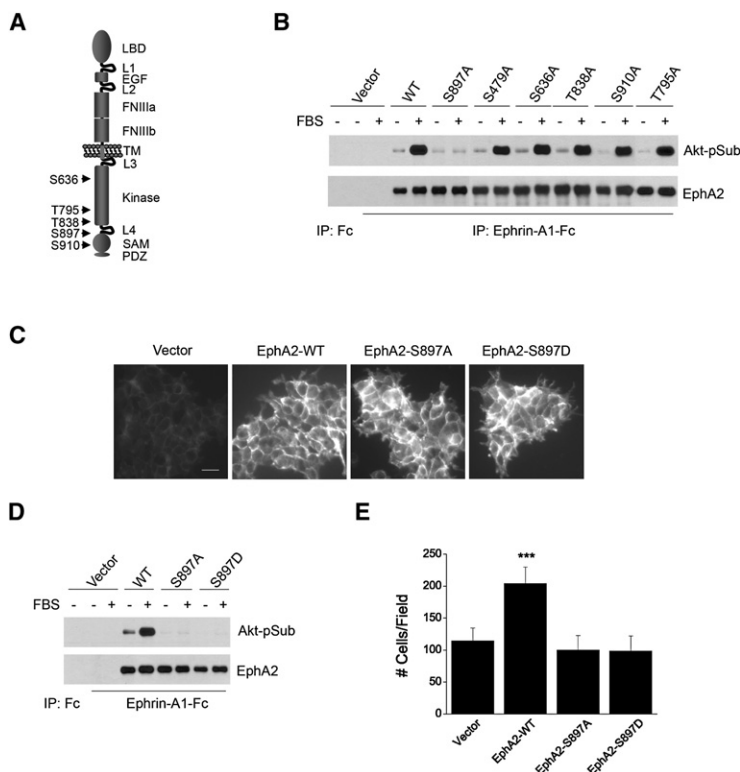 A
LBD
L1
EGF
L2
FNIIIa
FNIIIb
TM
L3
S636
Kinase
T795
T838
S897
L4
S910
SAM
PDZ
B
Vector WT S897A S479A S636A T838A S910A T795A
FBS - - + - + - + - + - + - + - + - +
Akt-pSub
EphA2
IP: Fc IP: Ephrin-A1-Fc
C
Vector EphA2-WT EphA2-S897A EphA2-S897D
D
Vector WT S897A S897D
FBS - - + - + - + - +
Akt-pSub
EphA2
IP: Fc Ephrin-A1-Fc
E
***
# Cells/Field
250
200
150
100
50
0
Vector EphA2-WT EphA2-S897A EphA2-S897D